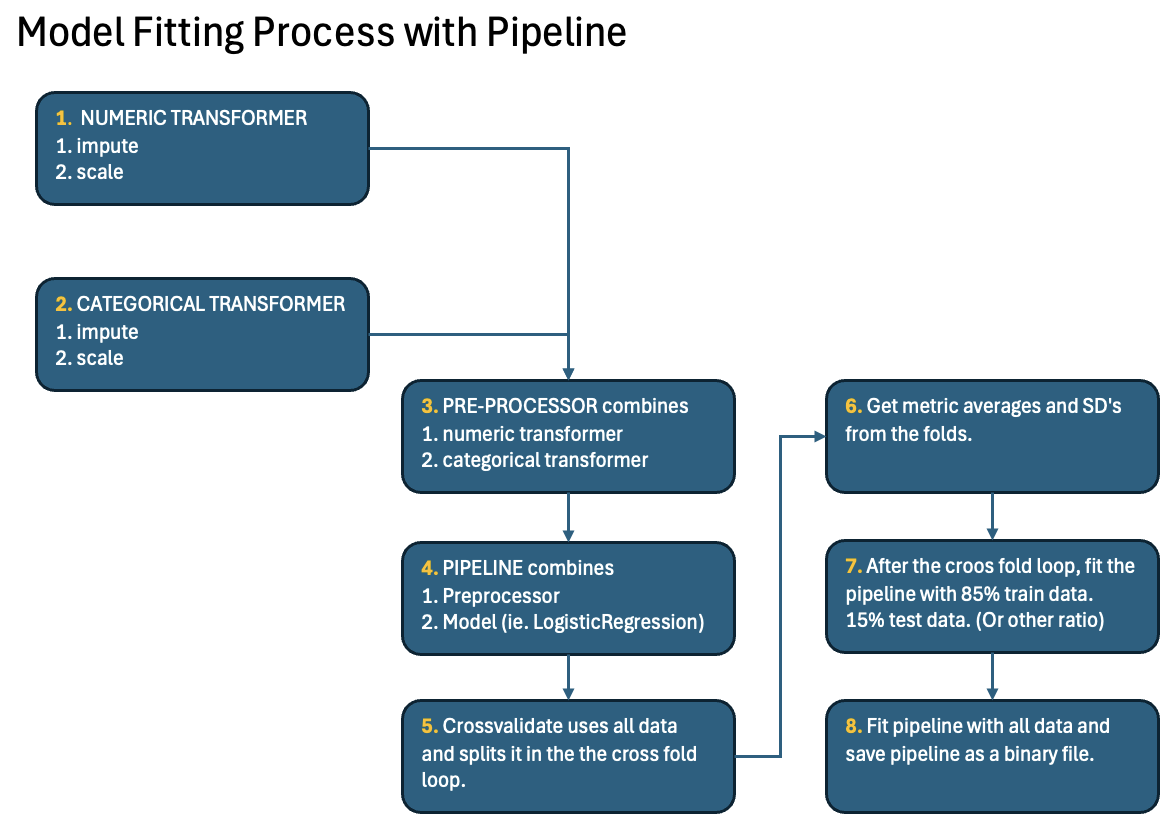 Model Fitting Process with Pipeline
1. NUMERIC TRANSFORMER
1. impute
2. scale
2. CATEGORICAL TRANSFORMER
1. impute
2. scale
3. PRE-PROCESSOR combines
1. numeric transformer
2. categorical transformer
4. PIPELINE combines
1. Preprocessor
2. Model (ie. LogisticRegression)
5. Crossvalidate uses all data
and splits it in the the cross fold
loop.
6. Get metric averages and SD's
from the folds.
7. After the croos fold loop, fit the
pipeline with 85% train data.
15% test data. (Or other ratio)
8. Fit pipeline with all data and
save pipeline as a binary file.